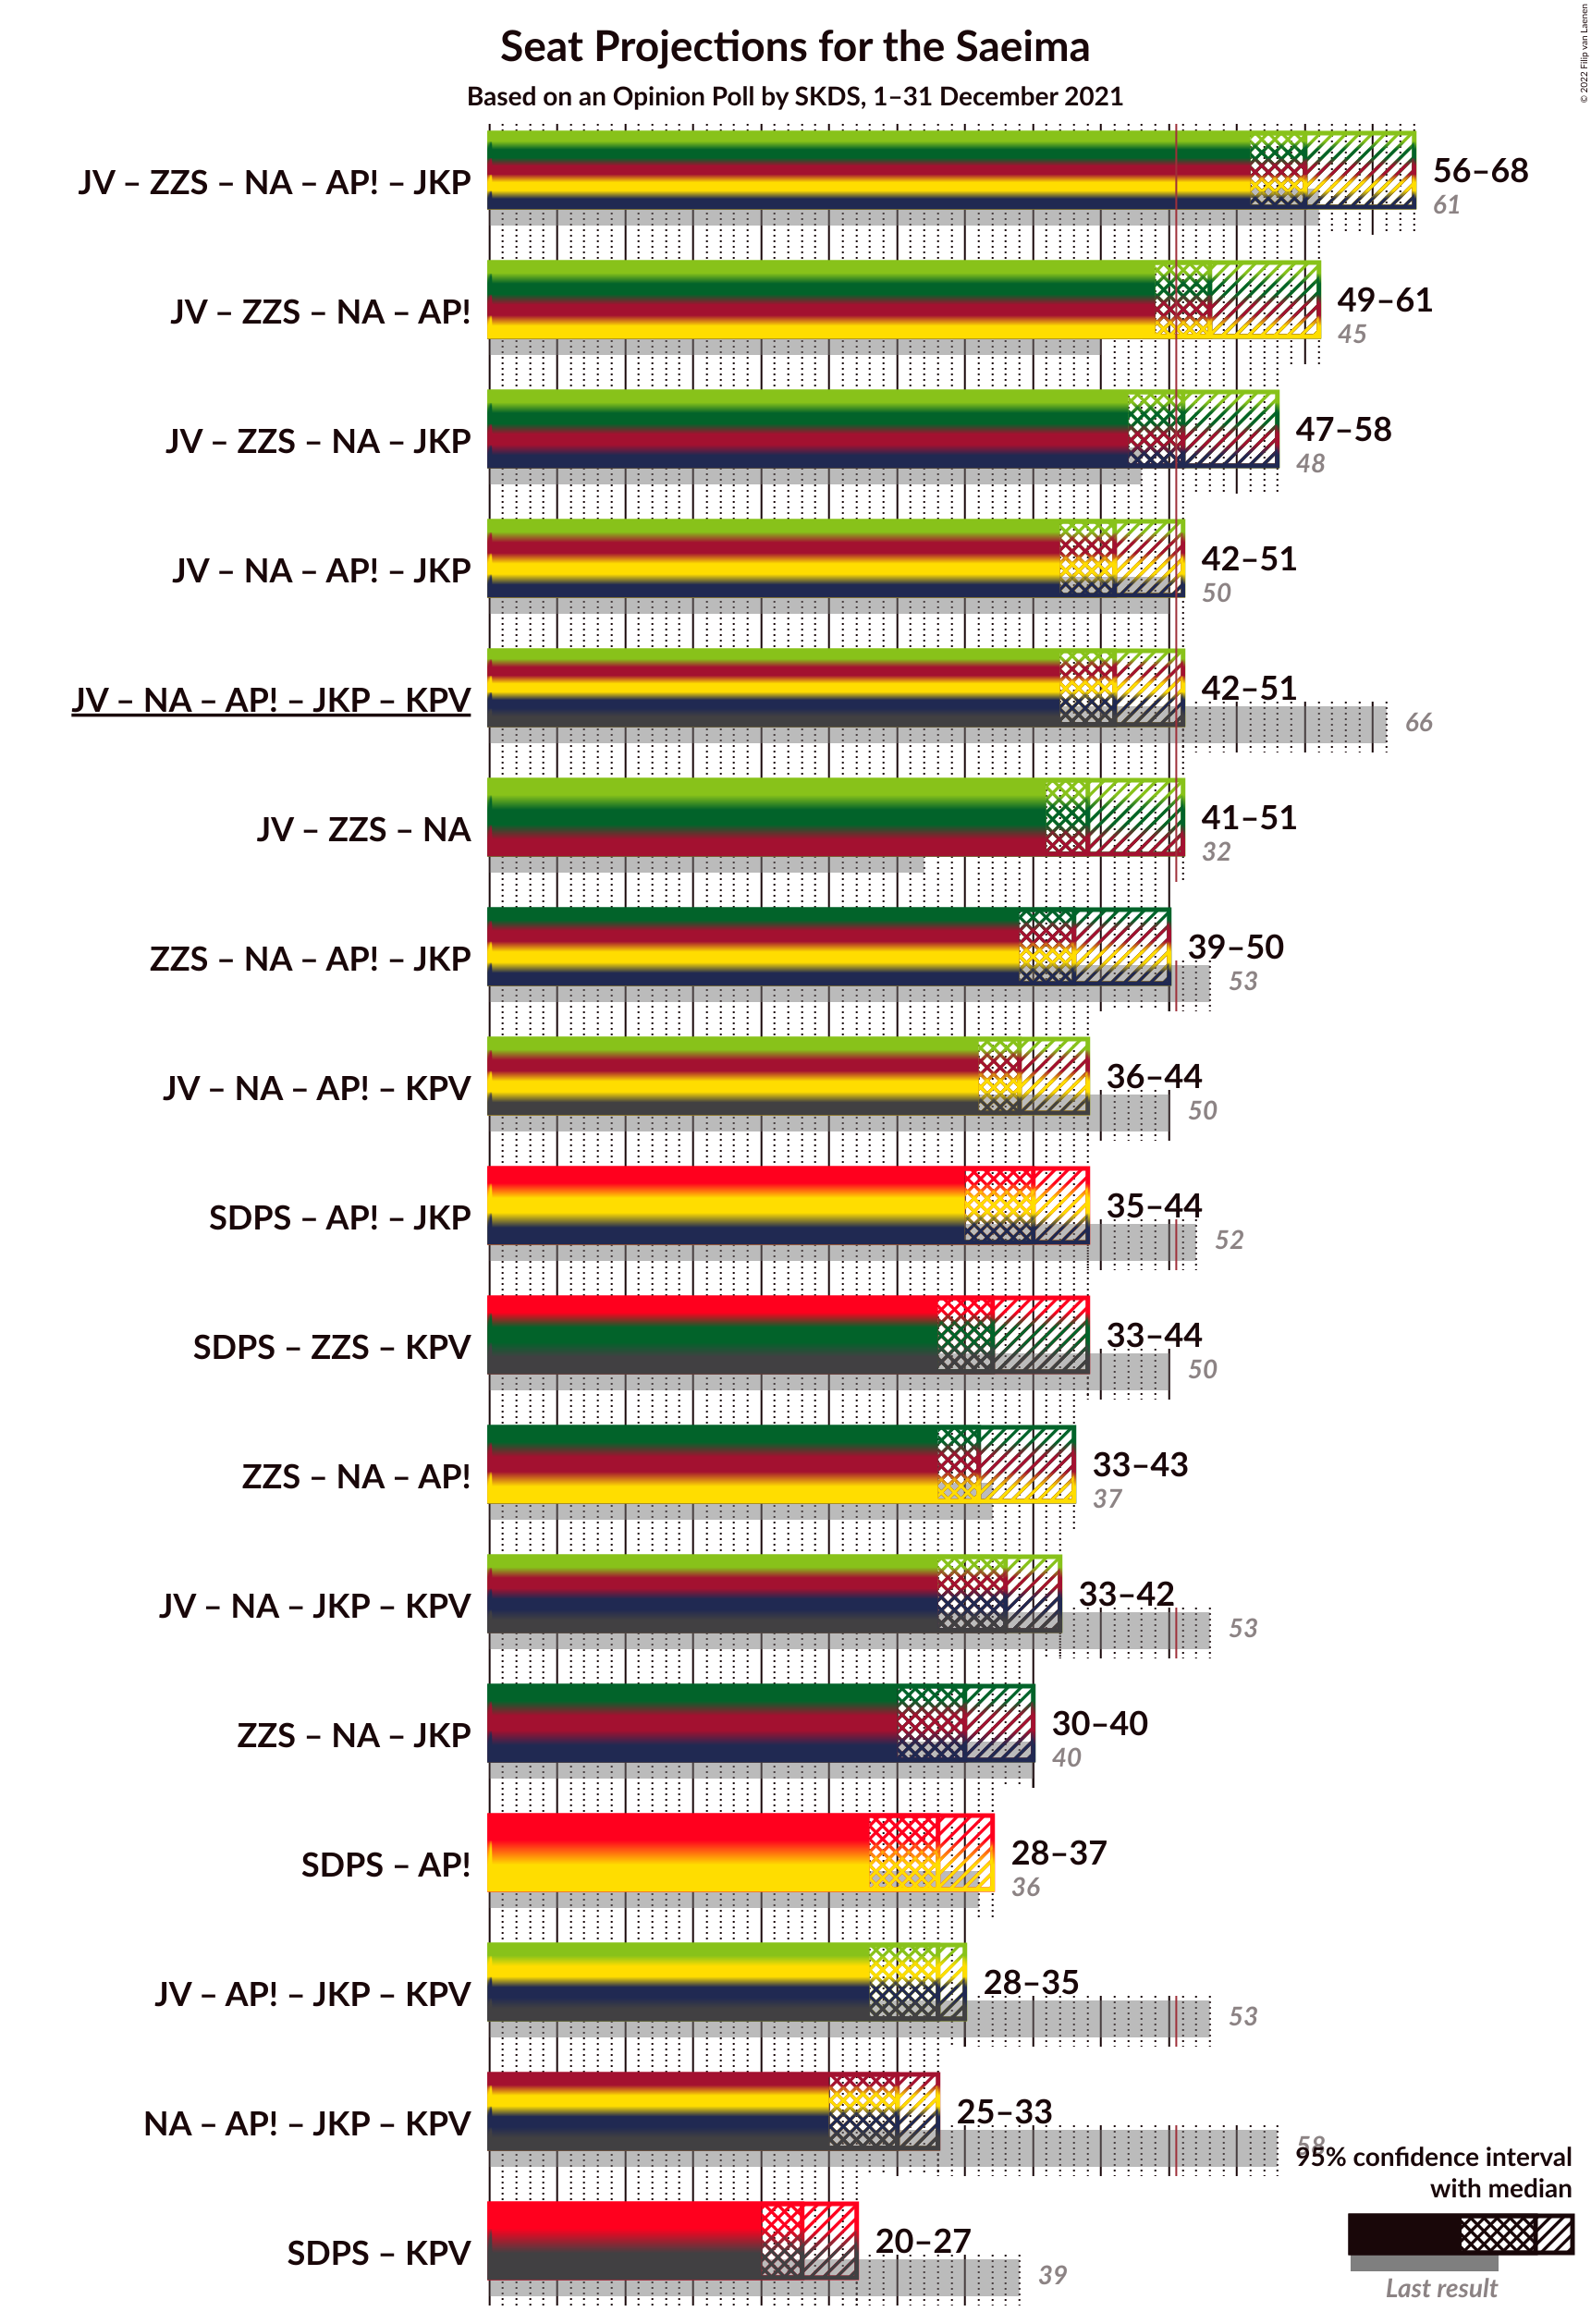 Seat Projections for the Saeima
Based on an Opinion Poll by SKDS, 1–31 December 2021
© 2022 Filip van Laenen
JV – ZZS – NA – AP! – JKP
56–68
61
JV – ZZS – NA – AP!
49–61
45
JV – ZZS – NA – JKP
47–58
48
JV – NA – AP! – JKP
42–51
50
JV – NA – AP! – JKP – KPV
42–51
66
JV – ZZS – NA
41–51
32
ZZS – NA – AP! – JKP
39–50
53
JV – NA – AP! – KPV
36–44
50
SDPS – AP! – JKP
35–44
52
SDPS – ZZS – KPV
33–44
50
ZZS – NA – AP!
33–43
37
JV – NA – JKP – KPV
33–42
53
ZZS – NA – JKP
30–40
40
SDPS – AP!
28–37
36
JV – AP! – JKP – KPV
28–35
53
NA – AP! – JKP – KPV
25–33
58
SDPS – KPV
20–27
39
95% confidence interval
with median
Last result